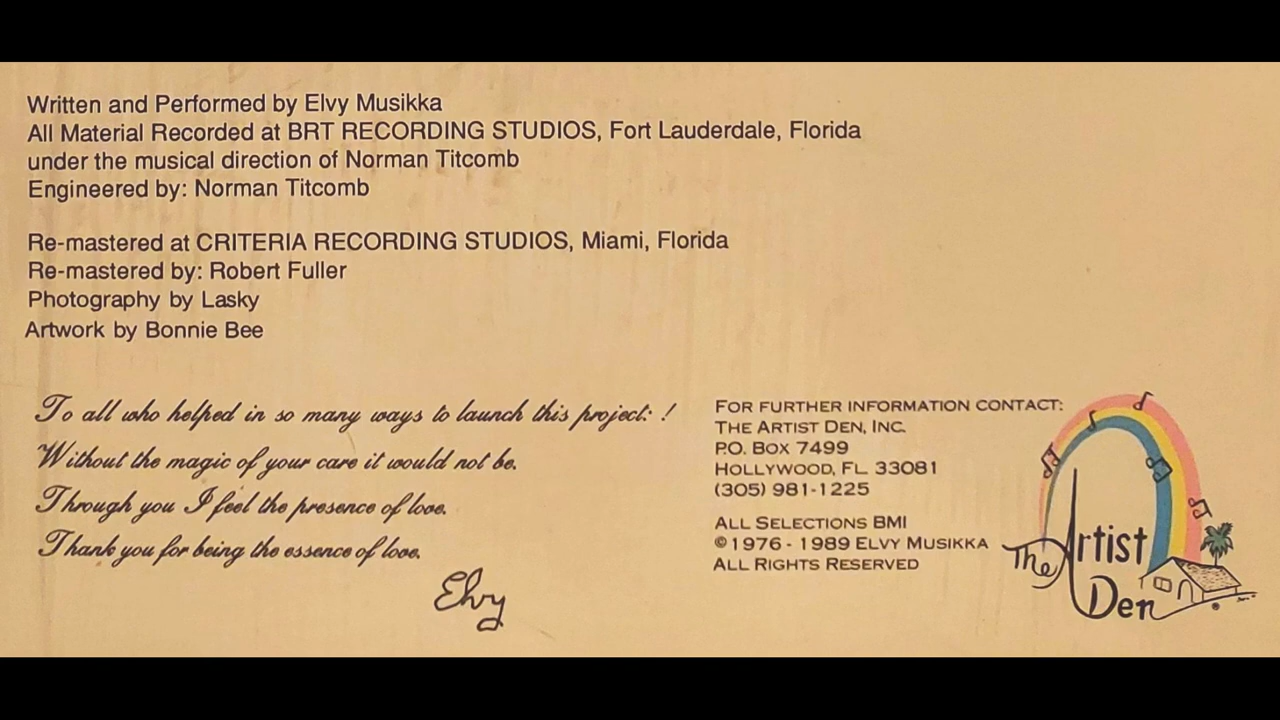 Written and Performed by Elvy Musikka
All Material Recorded at BRT RECORDING STUDIOS, Fort Lauderdale, Florida
under the musical direction of Norman Titcomb
Engineered by: Norman Titcomb
Re-mastered at CRITERIA RECORDING STUDIOS, Miami, Florida
Re-mastered by: Robert Fuller
Photography by Lasky
Artwork by Bonnie Bee
To all who helped in so many ways to launch this project: !
Without the magic of your care it would not be.
Through you I feel the presence of love.
Thank you for being the essence of love.
Elvy
FOR FURTHER INFORMATION CONTACT:
THE ARTIST DEN, INC.
P.O. BOX 7499
HOLLYWOOD, FL 33081
(305) 981-1225
ALL SELECTIONS BMI
©1976 - 1989 ELVY MUSIKKA
ALL RIGHTS RESERVED
The Artist
Den